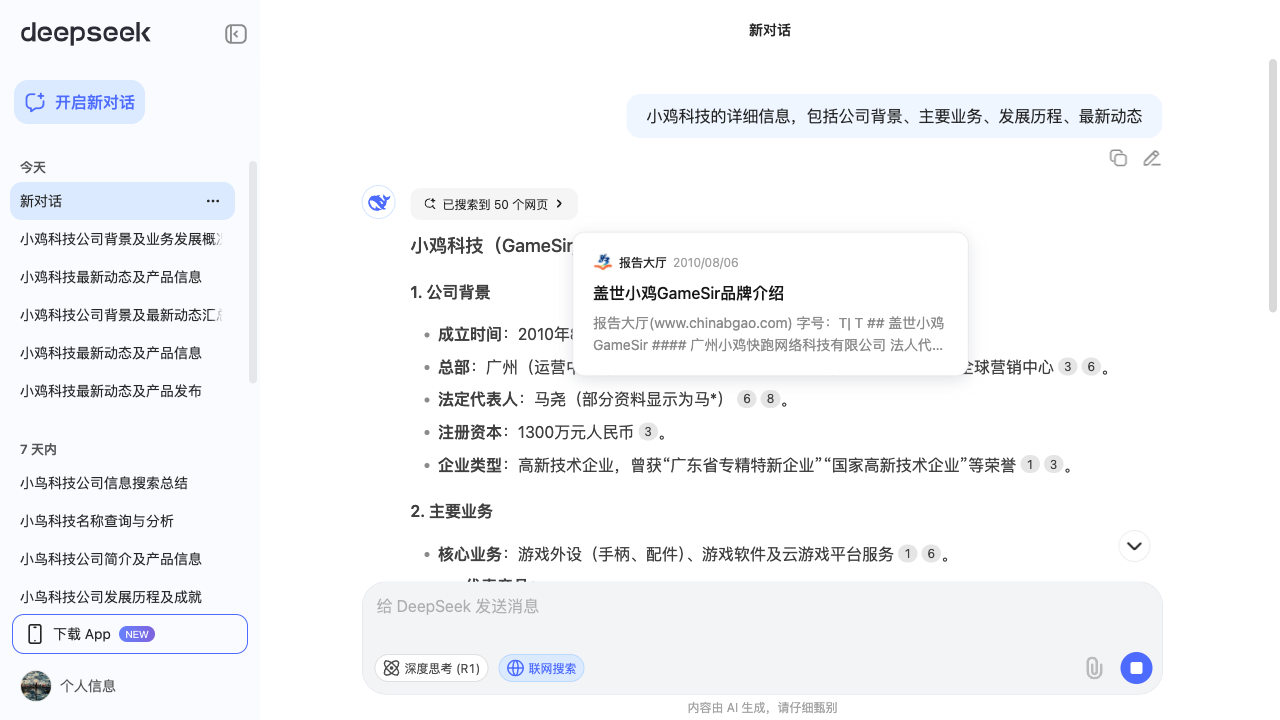 deepseek
开启新对话
今天
新对话
小鸡科技公司背景及业务发展概
小鸡科技最新动态及产品信息
小鸡科技公司背景及最新动态汇
小鸡科技最新动态及产品信息
小鸡科技最新动态及产品发布
7 天内
小鸟科技公司信息搜索总结
小鸟科技名称查询与分析
小鸟科技公司简介及产品信息
小鸟科技公司发展历程及成就
下载 App NEW
个人信息
新对话
小鸡科技的详细信息，包括公司背景、主要业务、发展历程、最新动态
已搜索到 50 个网页
小鸡科技（GameSir
报告大厅 2010/08/06
盖世小鸡GameSir品牌介绍
报告大厅(www.chinabgao.com) 字号：T| T ## 盖世小鸡
GameSir #### 广州小鸡快跑网络科技有限公司 法人代...
1. 公司背景
成立时间：2010年
总部：广州（运营 全球营销中心 3 6 。
法定代表人：马尧（部分资料显示为马*） 6 8 。
注册资本：1300万元人民币 3 。
企业类型：高新技术企业，曾获“广东省专精特新企业”“国家高新技术企业”等荣誉 1 3 。
2. 主要业务
核心业务：游戏外设（手柄、配件）、游戏软件及云游戏平台服务 1 6 。
给 DeepSeek 发送消息
深度思考 (R1) 联网搜索
内容由 AI 生成，请仔细甄别